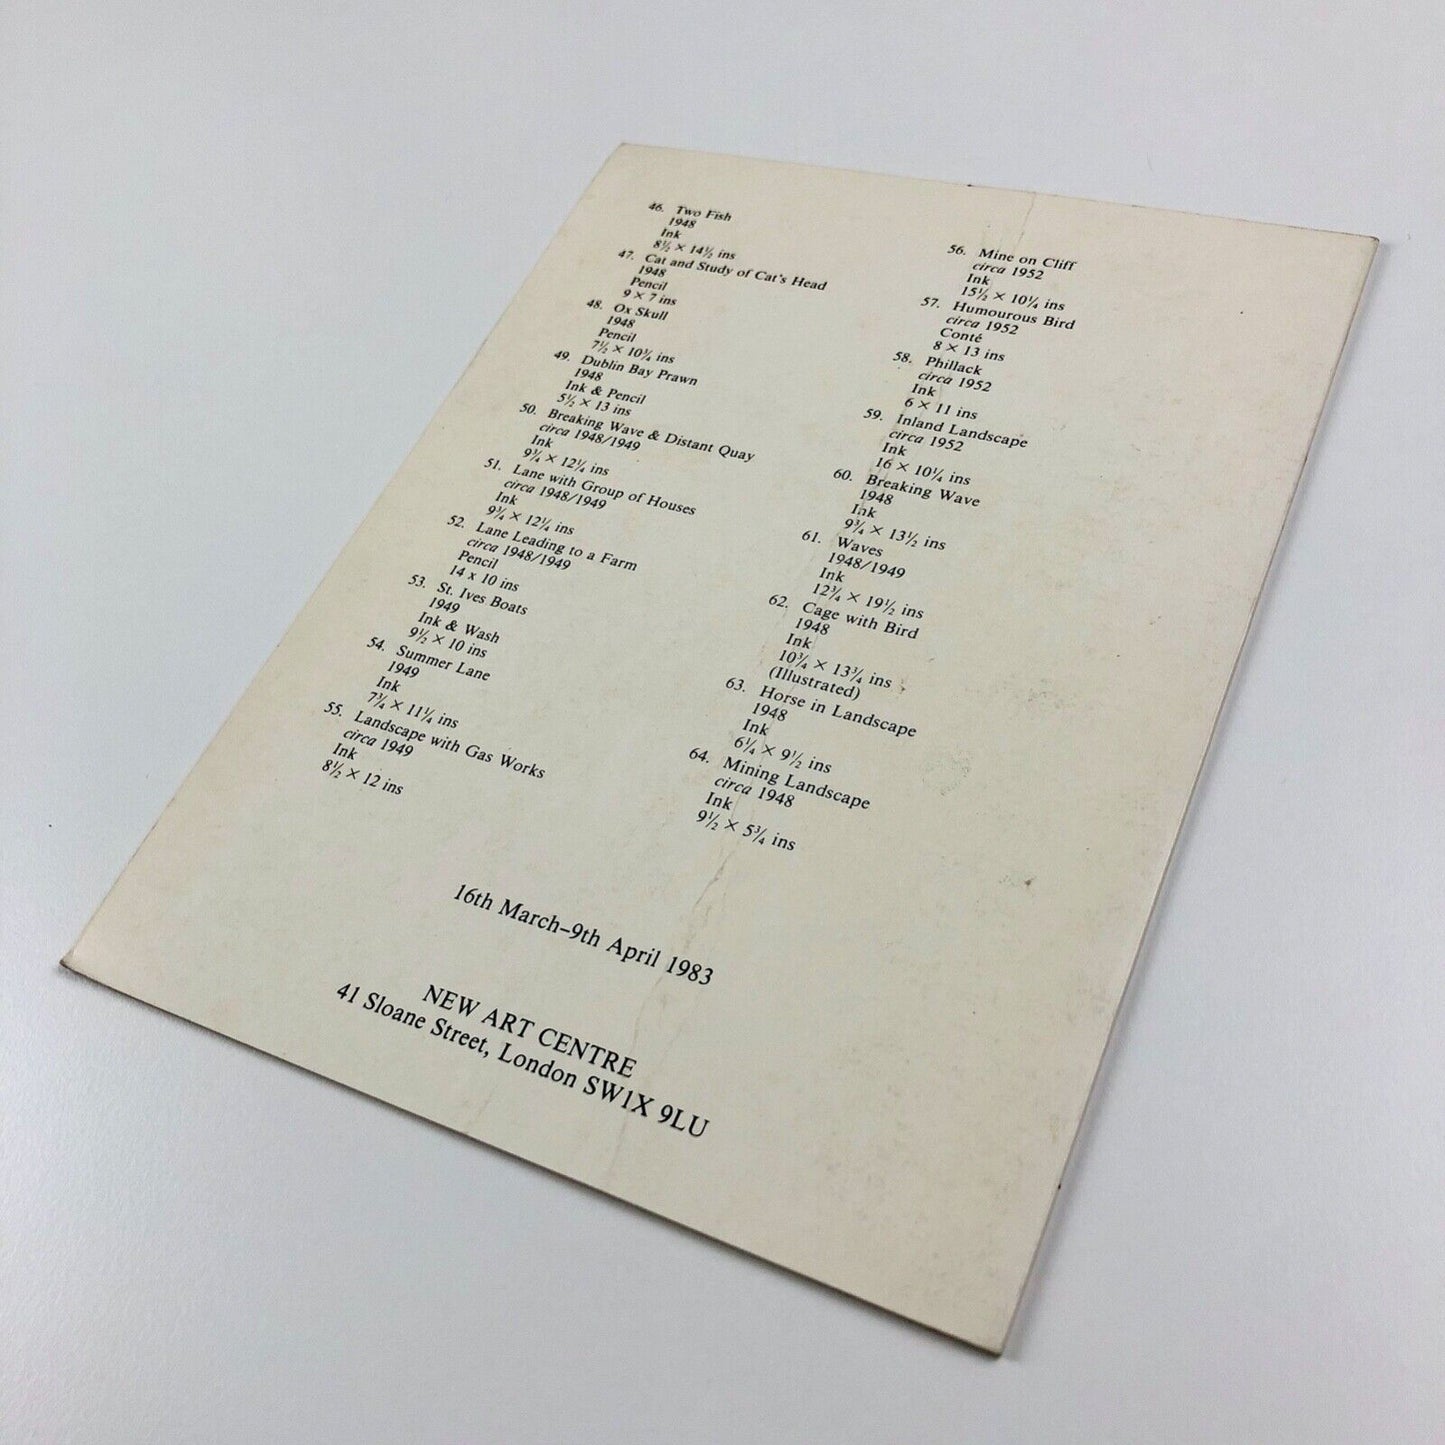 46. Two Fish
1948
Ink
8½ × 14½ ins
47. Cat and Study of Cat's Head
1948
Pencil
9 × 7 ins
48. Ox Skull
1948
Pencil
7½ × 10¾ ins
49. Dublin Bay Prawn
1948
Ink & Pencil
5½ × 13 ins
50. Breaking Wave & Distant Quay
circa 1948/1949
Ink
9¾ × 12¼ ins
51. Lane with Group of Houses
circa 1948/1949
Ink
9¾ × 12¼ ins
52. Lane Leading to a Farm
circa 1948/1949
Pencil
14 x 10 ins
53. St. Ives Boats
1949
Ink & Wash
9½ × 10 ins
54. Summer Lane
1949
Ink
7¾ × 11¼ ins
55. Landscape with Gas Works
circa 1949
Ink
8½ × 12 ins
56. Mine on Cliff
circa 1952
Ink
15½ × 10¼ ins
57. Humourous Bird
circa 1952
Conté
8 × 13 ins
58. Phillack
circa 1952
Ink
6 × 11 ins
59. Inland Landscape
circa 1952
Ink
16 × 10¼ ins
60. Breaking Wave
1948
Ink
9¾ × 13½ ins
61. Waves
1948/1949
Ink
12¾ × 19½ ins
62. Cage with Bird
1948
Ink
10¾ × 13¾ ins
(Illustrated)
63. Horse in Landscape
1948
Ink
6¼ × 9½ ins
64. Mining Landscape
circa 1948
Ink
9½ × 5¾ ins
16th March–9th April 1983
NEW ART CENTRE
41 Sloane Street, London SW1X 9LU